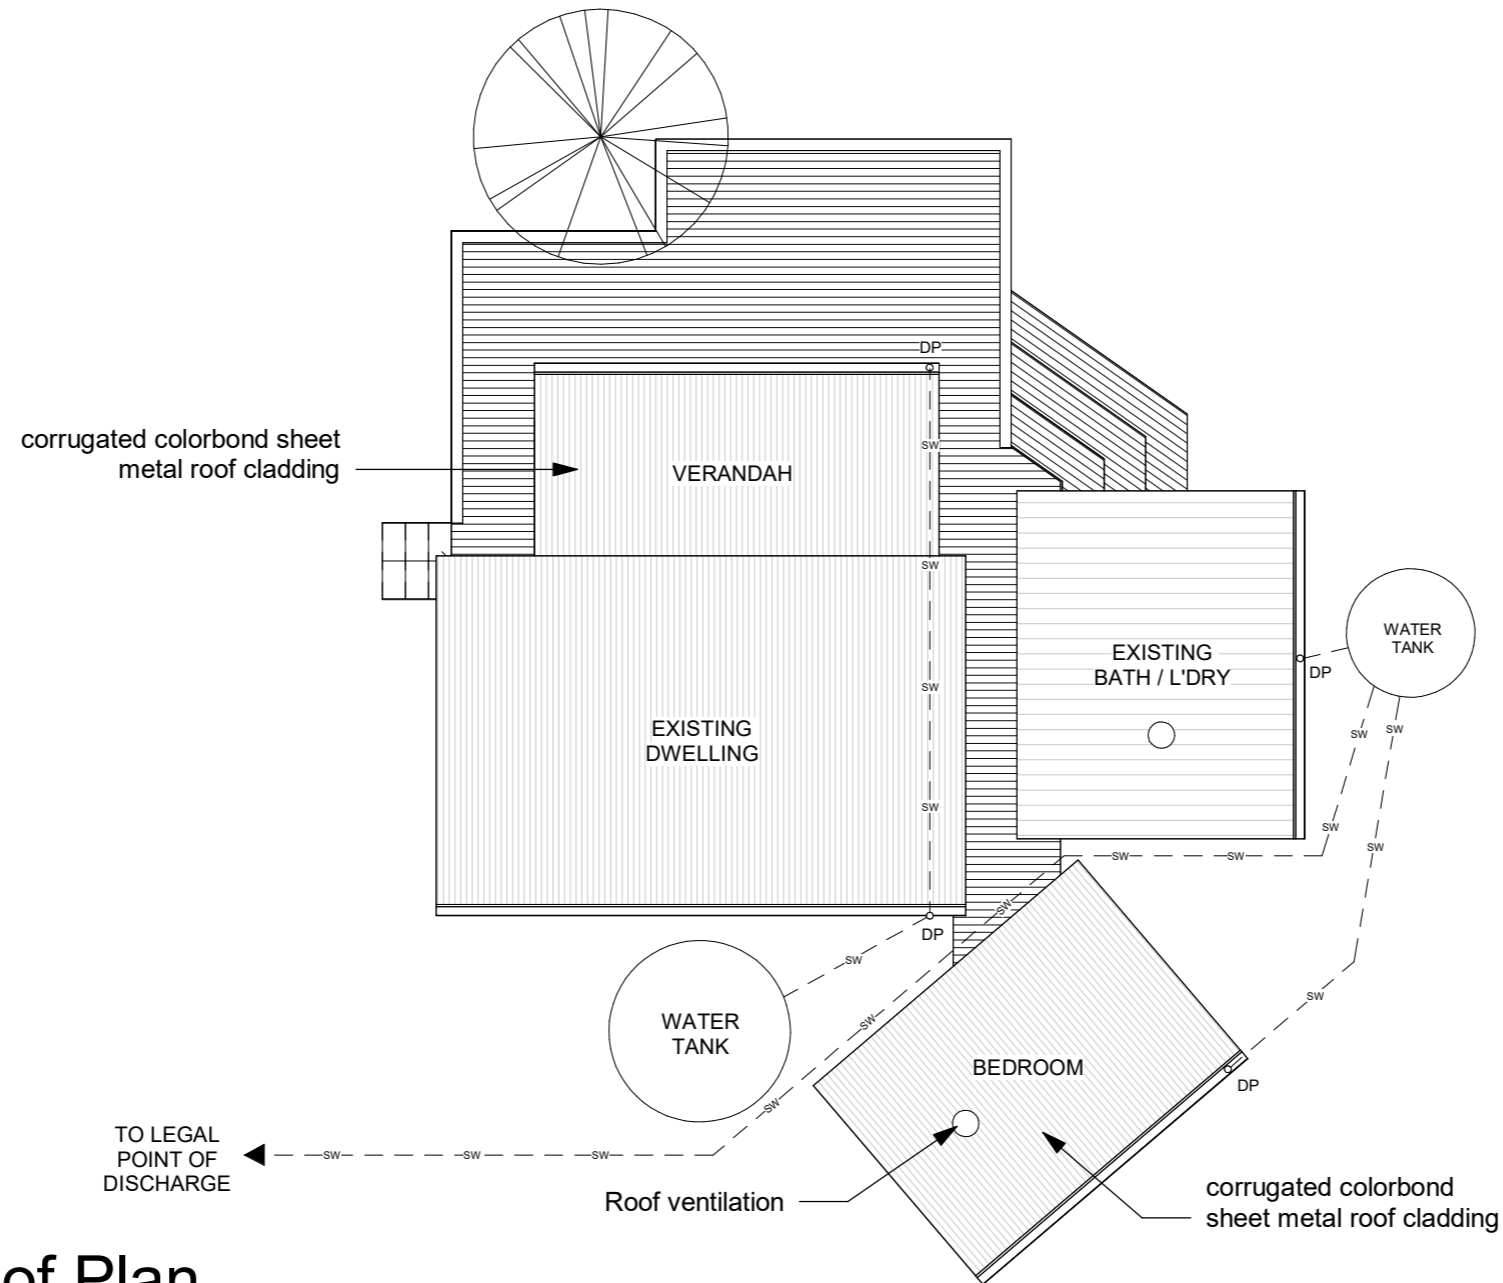 DP
corrugated colorbond sheet
metal roof cladding
SW
VERANDAH
SW
WATER
TANK
EXISTING
BATH / L'DRY
DP
SW
EXISTING
DWELLING
SW
SW
SW
SW
SW
SW
SW
SW
DP
SW
SW
SW
WATER
TANK
SW
BEDROOM
DP
SW
TO LEGAL
POINT OF
DISCHARGE
SW
SW
SW
Roof ventilation
corrugated colorbond
sheet metal roof cladding
of Plan